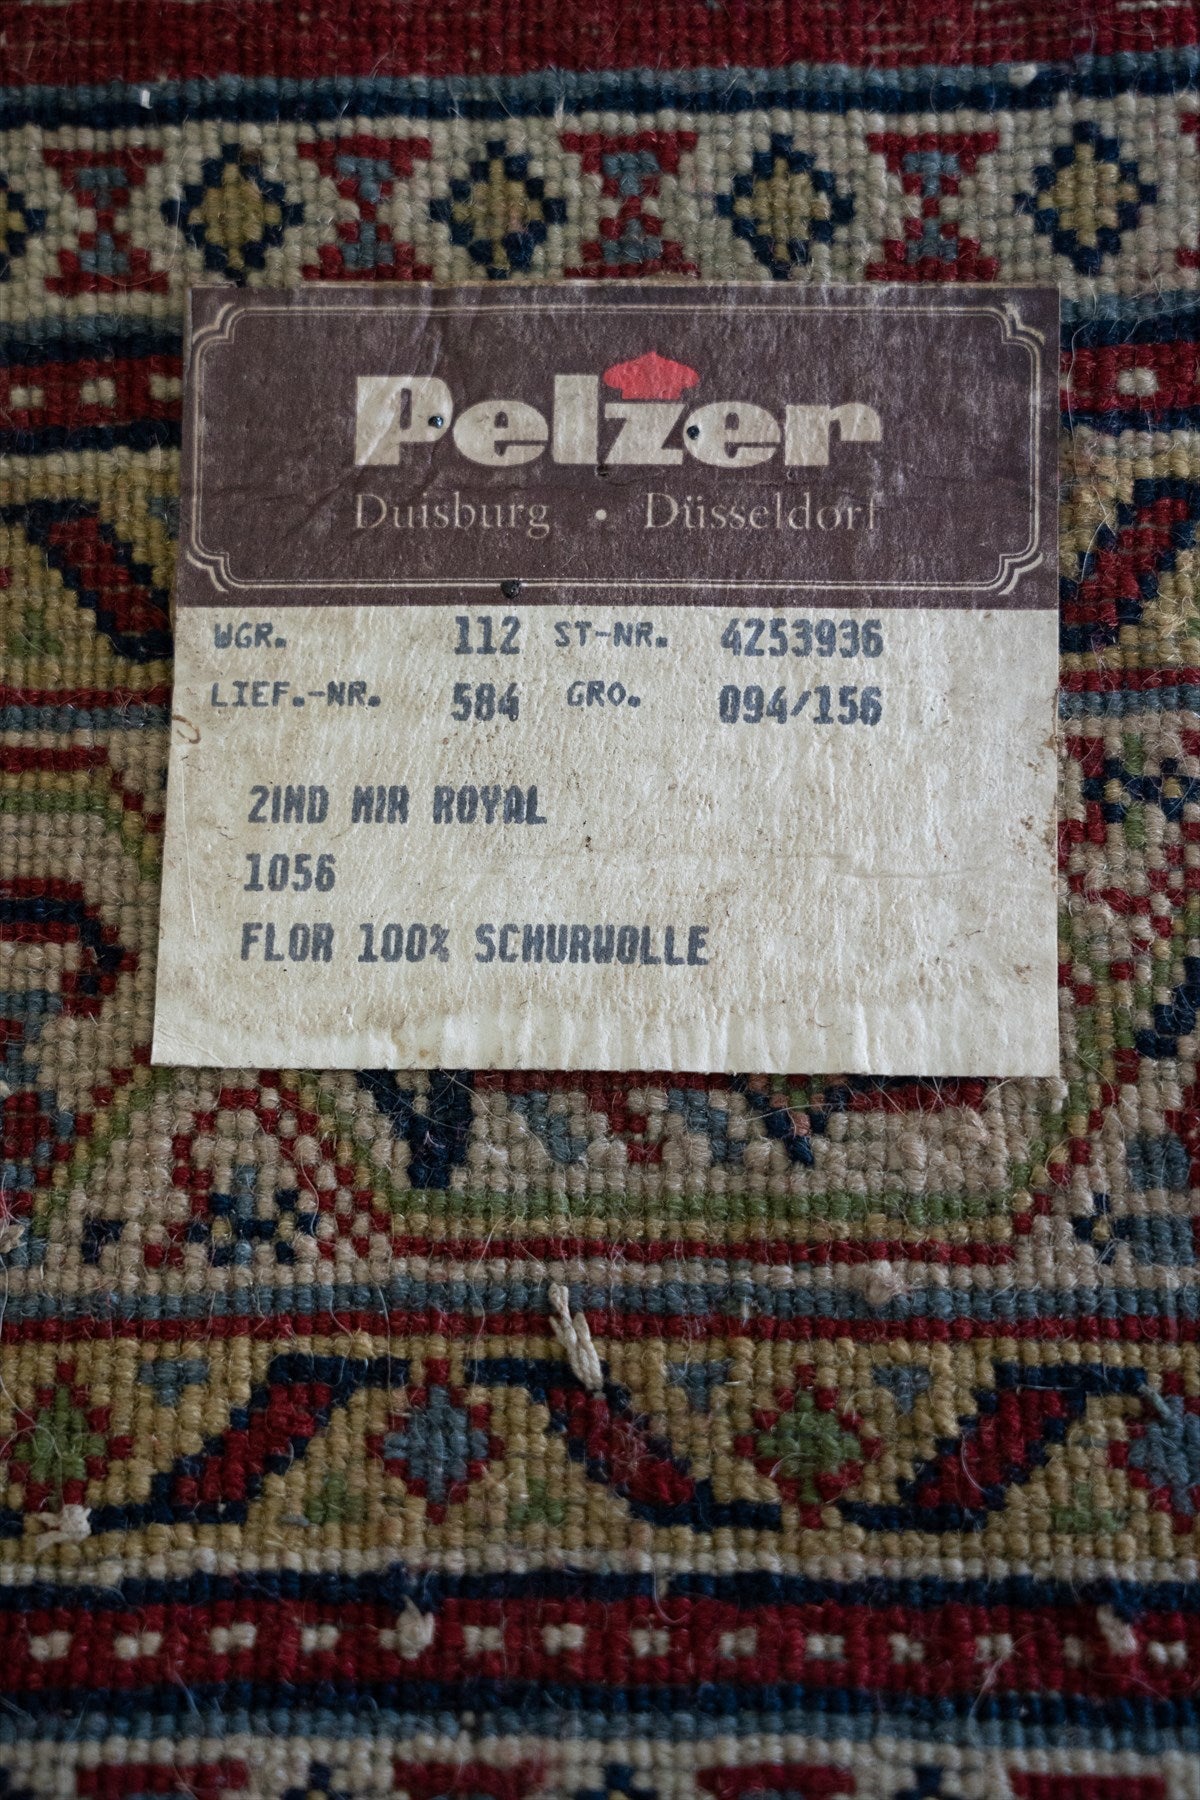 Pelzer
Duisburg • Düsseldorf
WGR. 112 ST-NR. 4253936
LIEF.-NR. 584 GRO. 094/156
2IND MIR ROYAL
1056
FLOR 100% SCHURWOLLE